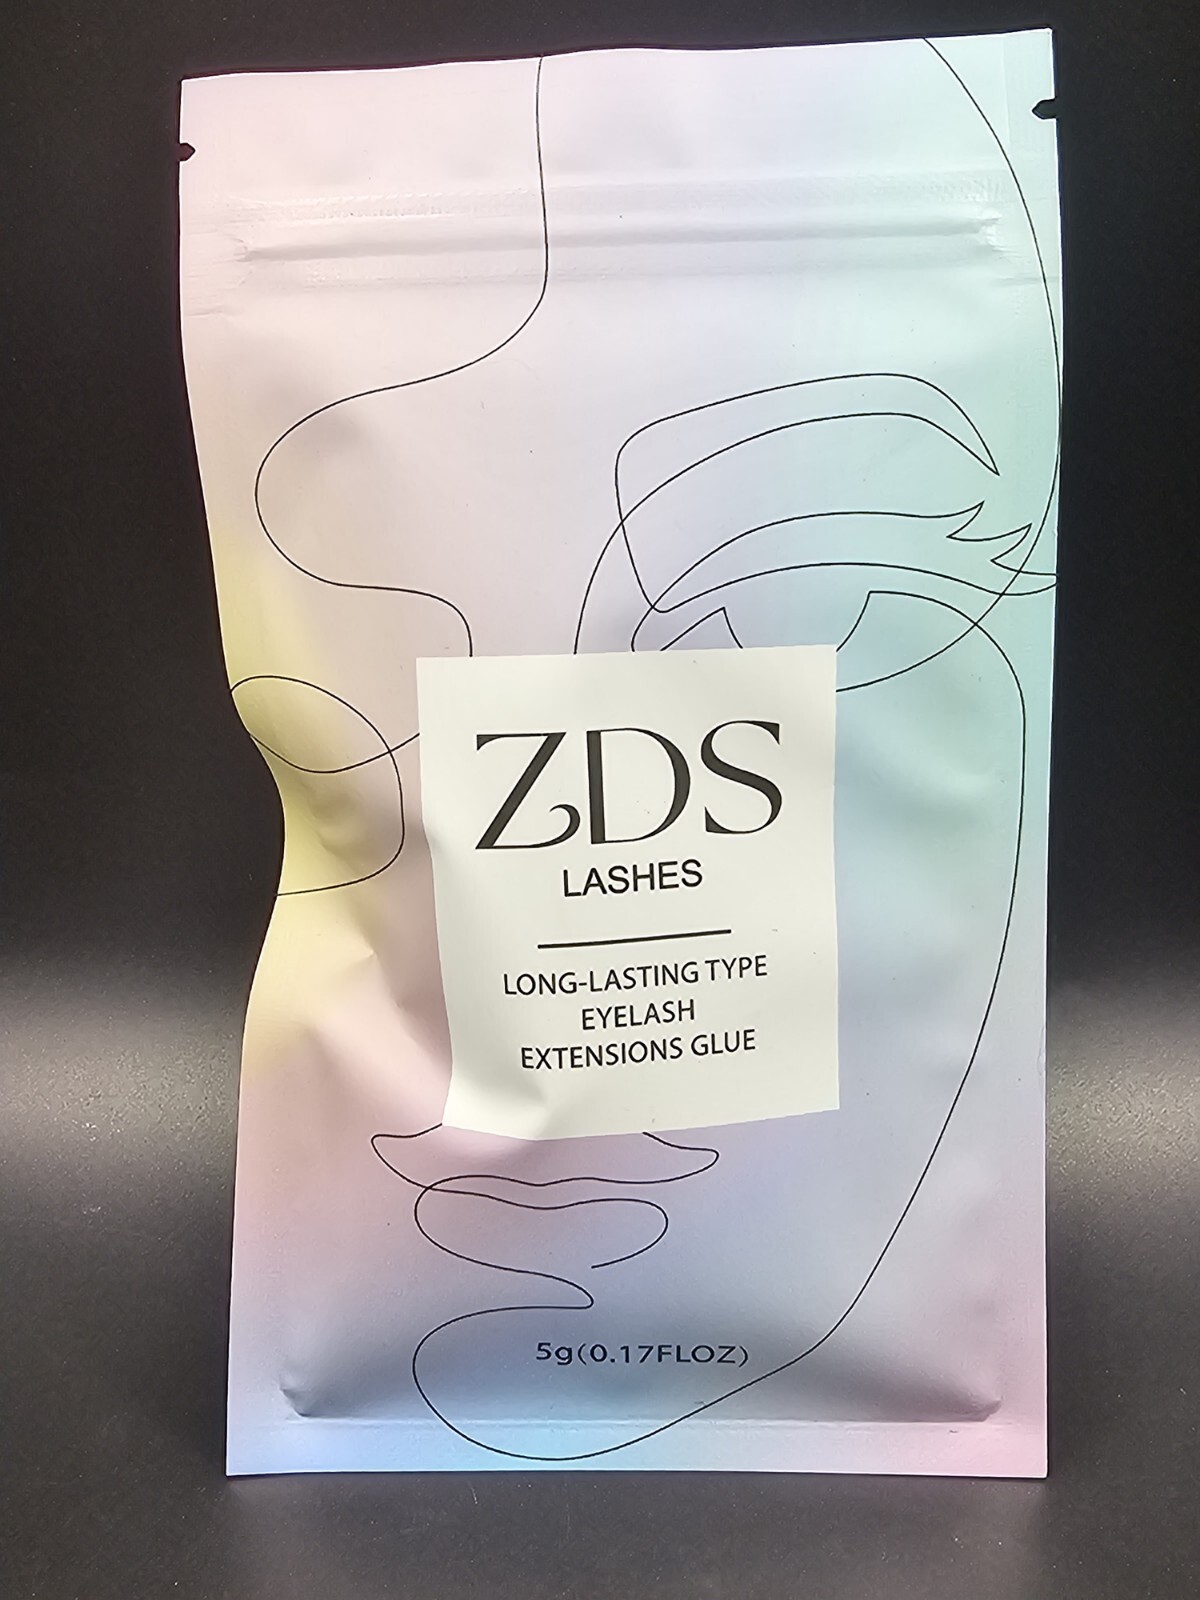 ZDS
LASHES
LONG-LASTING TYPE
EYELASH
EXTENSIONS GLUE
5g(0.17FLOZ)